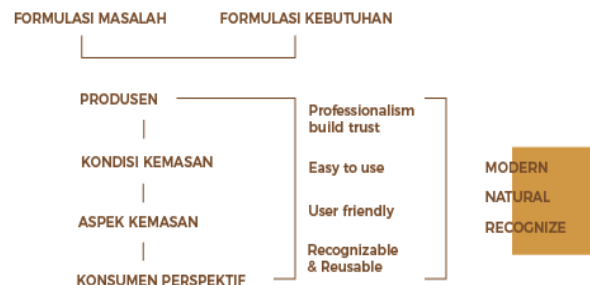 FORMULASI MASALAH
FORMULASI KEBUTUHAN
PRODUSEN
KONDISI KEMASAN
ASPEK KEMASAN
KONSUMEN PERSPEKTIF
Professionalism
build trust
Easy to use
User friendly
Recognizable
& Reusable
MODERN
NATURAL
RECOGNIZE